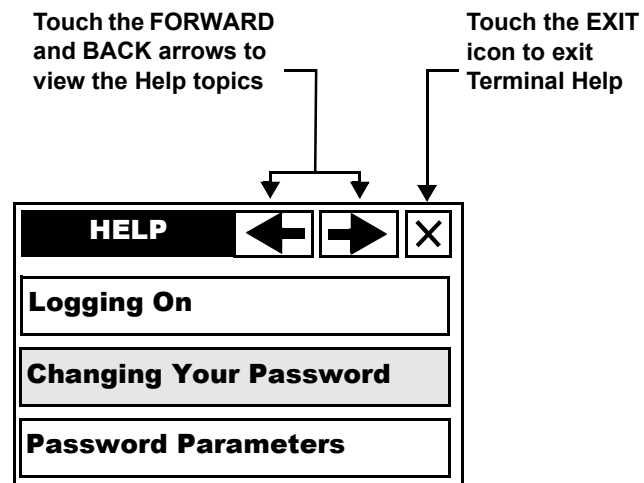 Touch the FORWARD
and BACK arrows to
view the Help topics
Touch the EXIT
icon to exit
Terminal Help
HELP
Logging On
Changing Your Password
Password Parameters